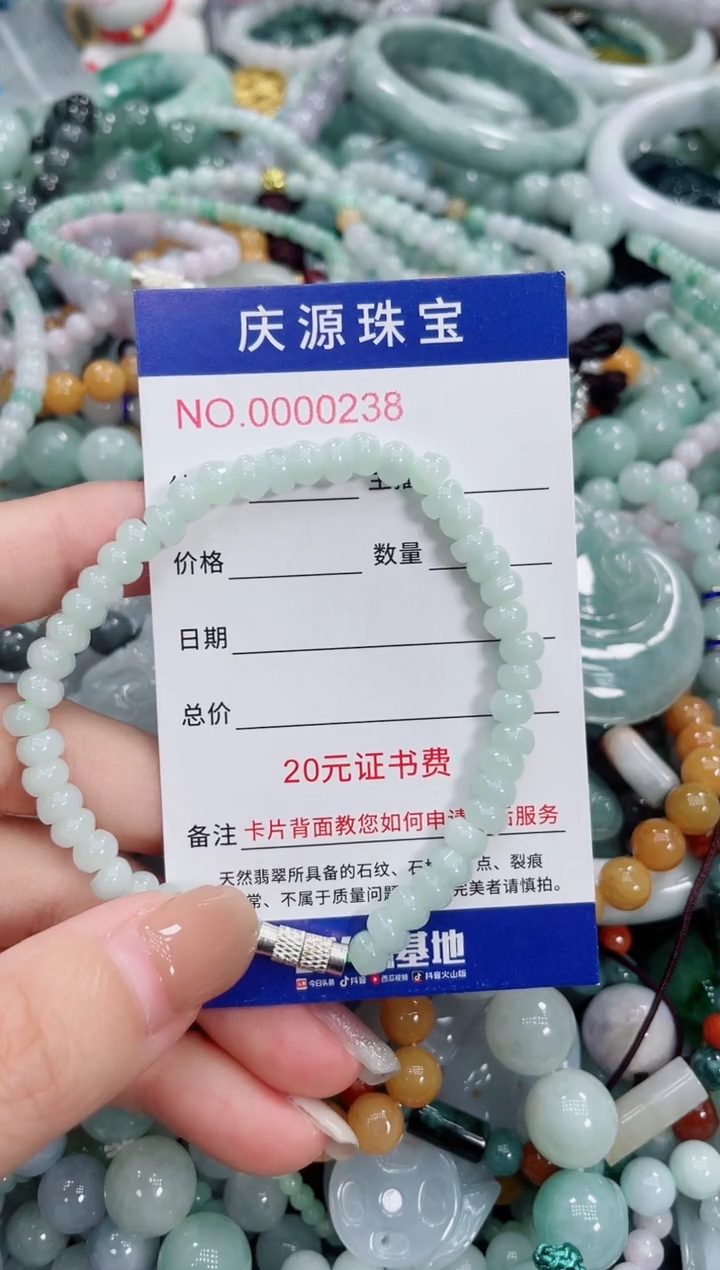 庆源珠宝
NO.0000238
主播
价格 数量
日期
总价
20元证书费
备注 卡片背面教您如何申请 后服务
天然翡翠所具备的石纹、石 点、裂痕
常、不属于质量问题 完美者请慎拍。
基地
今日头条 抖音 西瓜视频 抖音火山版